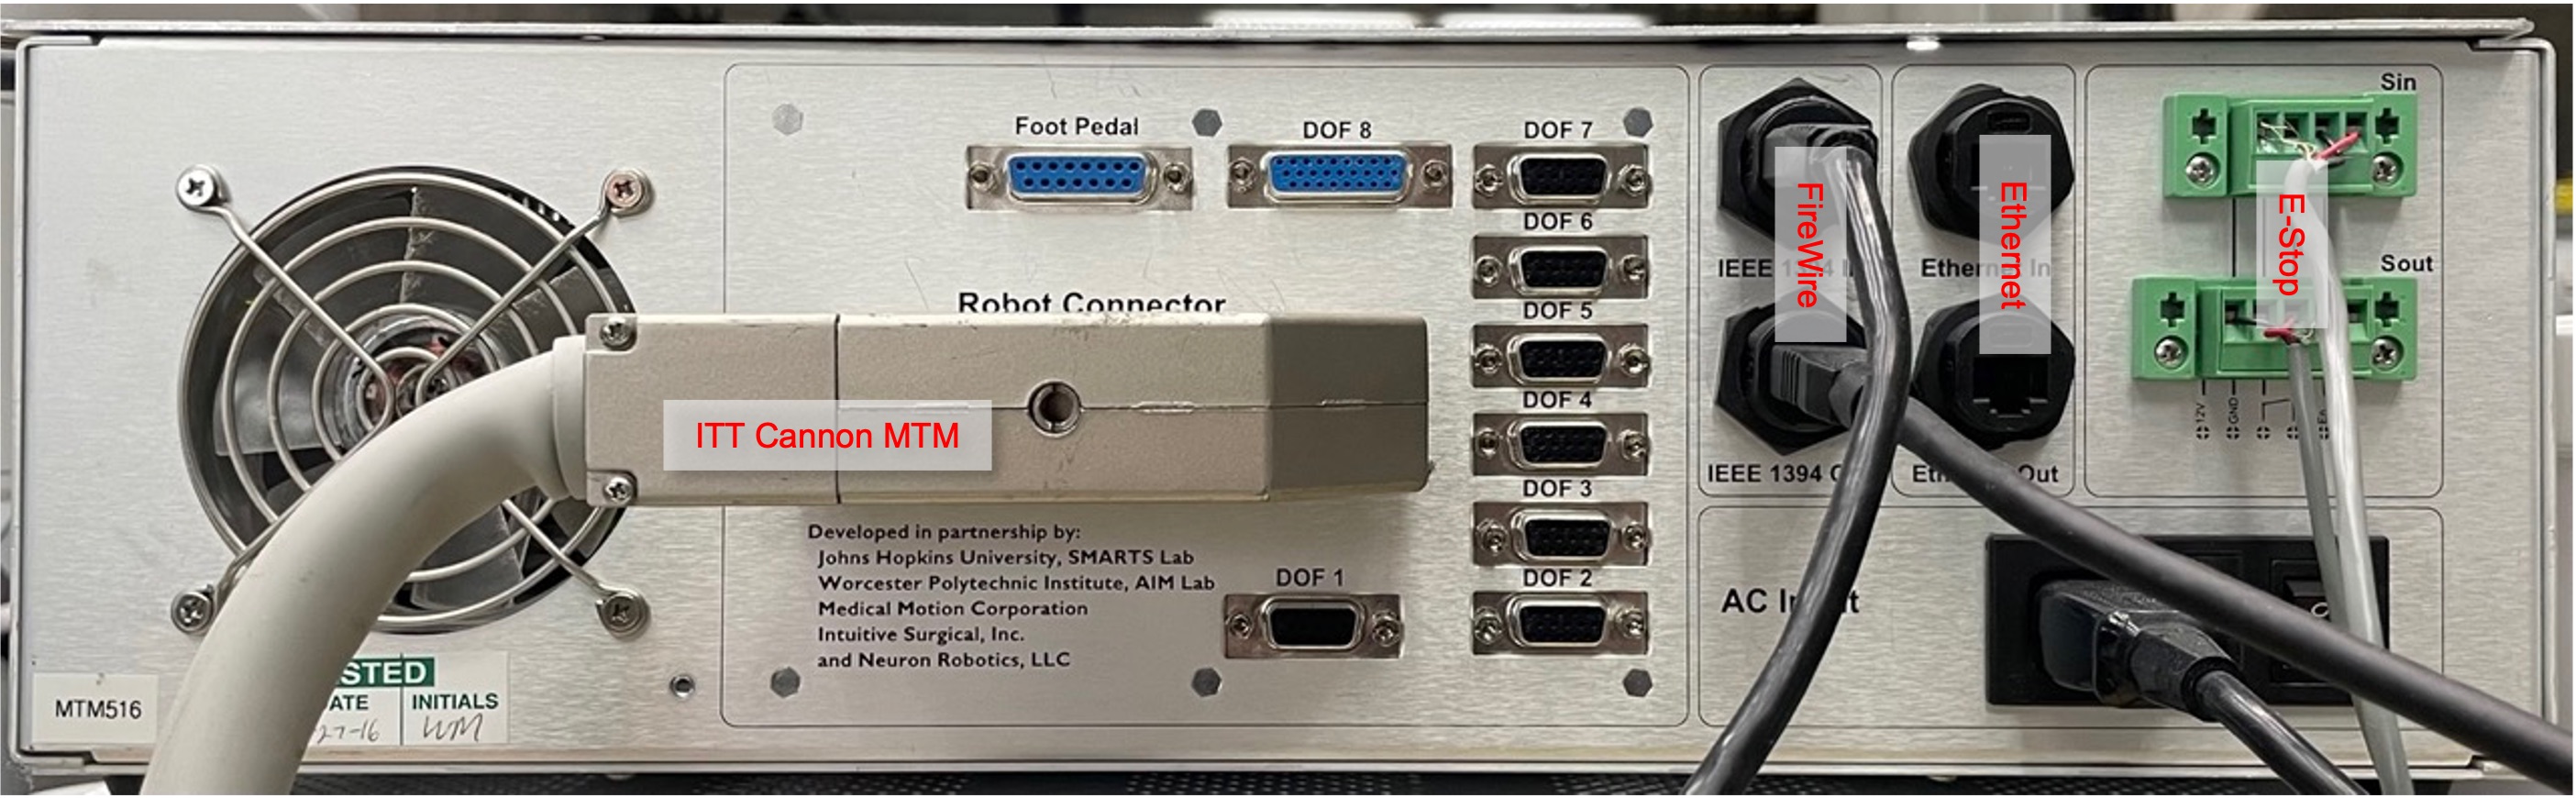 Sin
Foot Pedal
DOF 8
DOF 7
DOF 6
FireWire
Ethernet
E-Stop
IEEE
Sout
Robot Connector
DOF 5
DOF 4
ITT Cannon MTM
12V
GND
IEEE 1394
Out
DOF 3
Developed in partnership by:
Johns Hopkins University, SMARTS Lab
Worcester Polytechnic Institute, AIM Lab
Medical Motion Corporation
Intuitive Surgical, Inc.
and Neuron Robotics, LLC
DOF 1
DOF 2
AC
MTM516
STED
ATE
INITIALS
27-16
WM